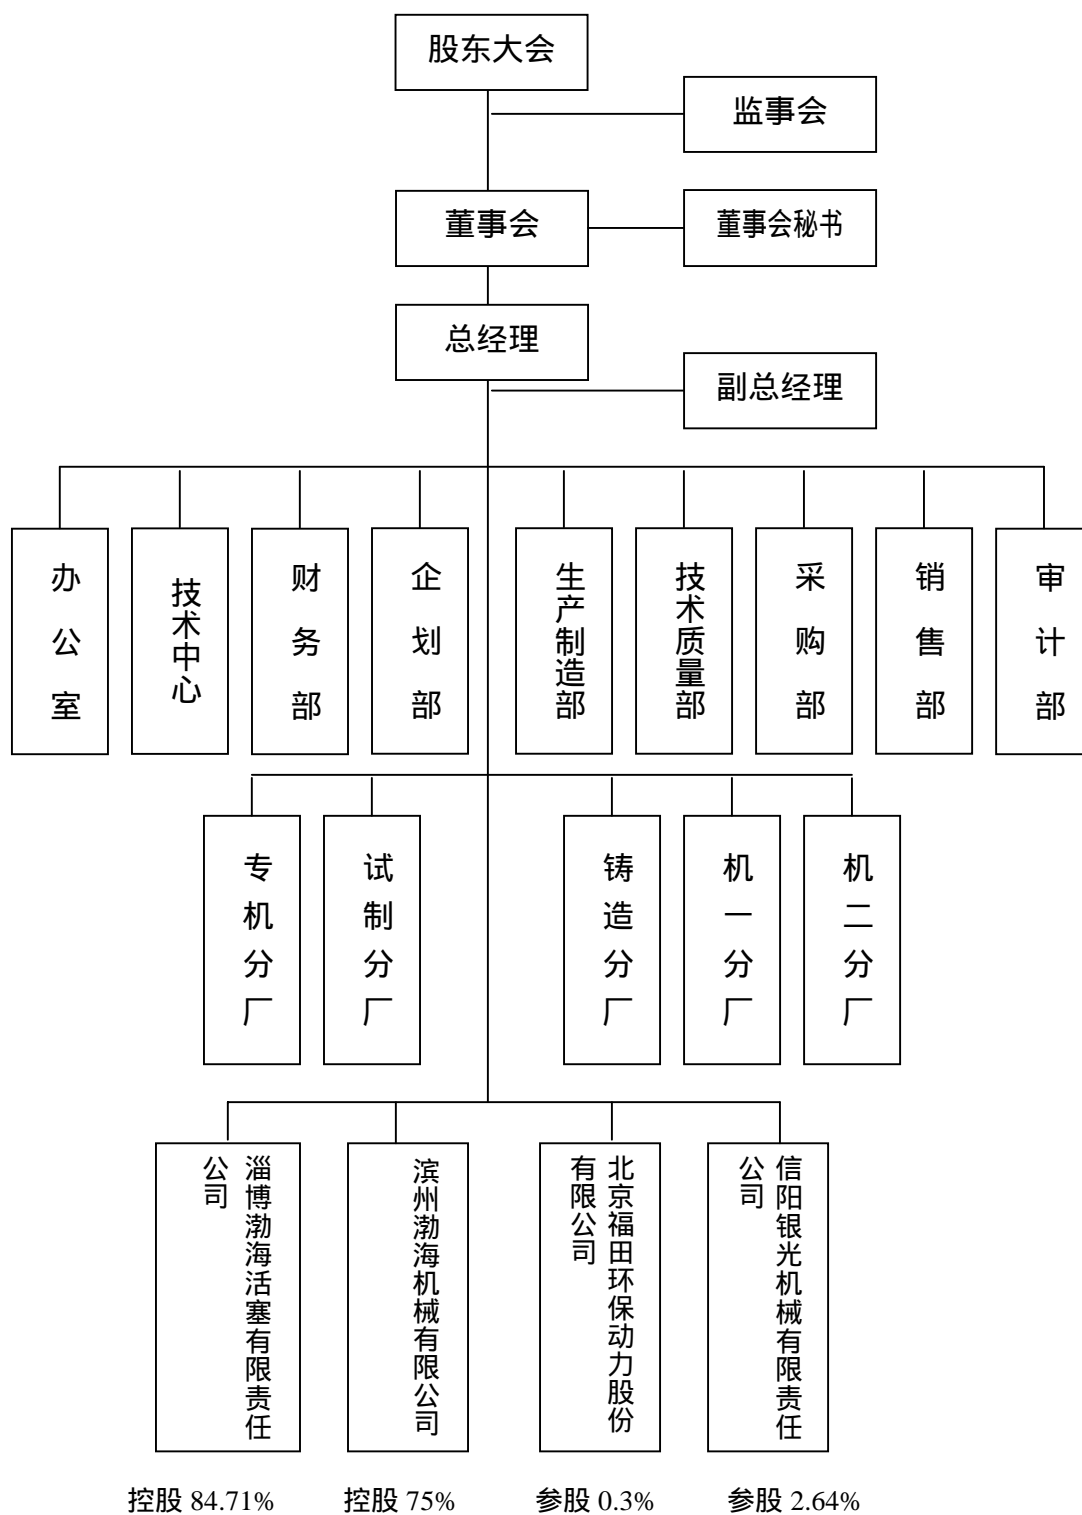 股东大会
监事会
董事会
董事会秘书
总经理
副总经理
办公室
技术中心
财务部
企划部
生产制造部
技术质量部
采购部
销售部
审计部
专机分厂
试制分厂
铸造分厂
机一分厂
机二分厂
淄博渤海活塞有限责任
公司
滨州渤海机械有限公司
北京福田环保动力股份
有限公司
信阳银光机械有限责任
公司
控股 84.71%
控股 75%
参股 0.3%
参股 2.64%